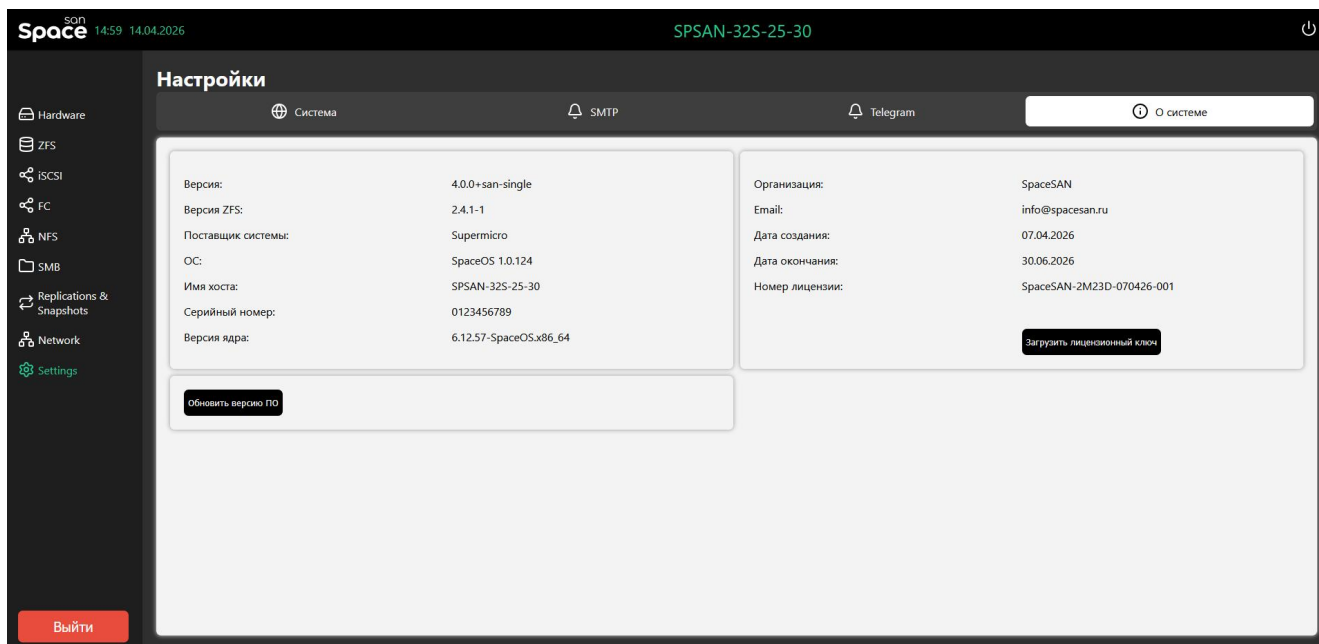 san
Space 14:59 14.04.2026 SPSAN-32S-25-30
Настройки
Система SMTP Telegram О системе
Hardware
ZFS
iSCSI
FC
NFS
SMB
Replications &
Snapshots
Network
Settings
Выйти
Версия: 4.0.0+san-single
Версия ZFS: 2.4.1-1
Поставщик системы: Supermicro
ОС: SpaceOS 1.0.124
Имя хоста: SPSAN-32S-25-30
Серийный номер: 0123456789
Версия ядра: 6.12.57-SpaceOS.x86_64
Организация: SpaceSAN
Email: info@spacesan.ru
Дата создания: 07.04.2026
Дата окончания: 30.06.2026
Номер лицензии: SpaceSAN-2M23D-070426-001
Загрузить лицензионный ключ
Обновить версию ПО